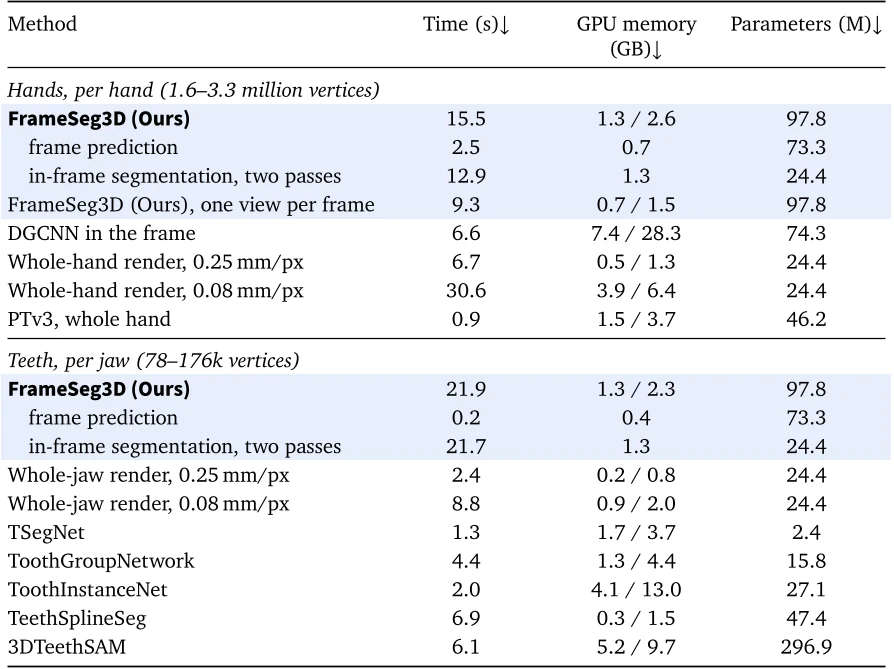 Method Time (s)↓ GPU memory (GB)↓ Parameters (M)↓
Hands, per hand (1.6–3.3 million vertices)
FrameSeg3D (Ours) 15.5 1.3 / 2.6 97.8
frame prediction 2.5 0.7 73.3
in-frame segmentation, two passes 12.9 1.3 24.4
FrameSeg3D (Ours), one view per frame 9.3 0.7 / 1.5 97.8
DGCNN in the frame 6.6 7.4 / 28.3 74.3
Whole-hand render, 0.25 mm/px 6.7 0.5 / 1.3 24.4
Whole-hand render, 0.08 mm/px 30.6 3.9 / 6.4 24.4
PTv3, whole hand 0.9 1.5 / 3.7 46.2
Teeth, per jaw (78–176k vertices)
FrameSeg3D (Ours) 21.9 1.3 / 2.3 97.8
frame prediction 0.2 0.4 73.3
in-frame segmentation, two passes 21.7 1.3 24.4
Whole-jaw render, 0.25 mm/px 2.4 0.2 / 0.8 24.4
Whole-jaw render, 0.08 mm/px 8.8 0.9 / 2.0 24.4
TSegNet 1.3 1.7 / 3.7 2.4
ToothGroupNetwork 4.4 1.3 / 4.4 15.8
ToothInstanceNet 2.0 4.1 / 13.0 27.1
TeethSplineSeg 6.9 0.3 / 1.5 47.4
3DTeethSAM 6.1 5.2 / 9.7 296.9